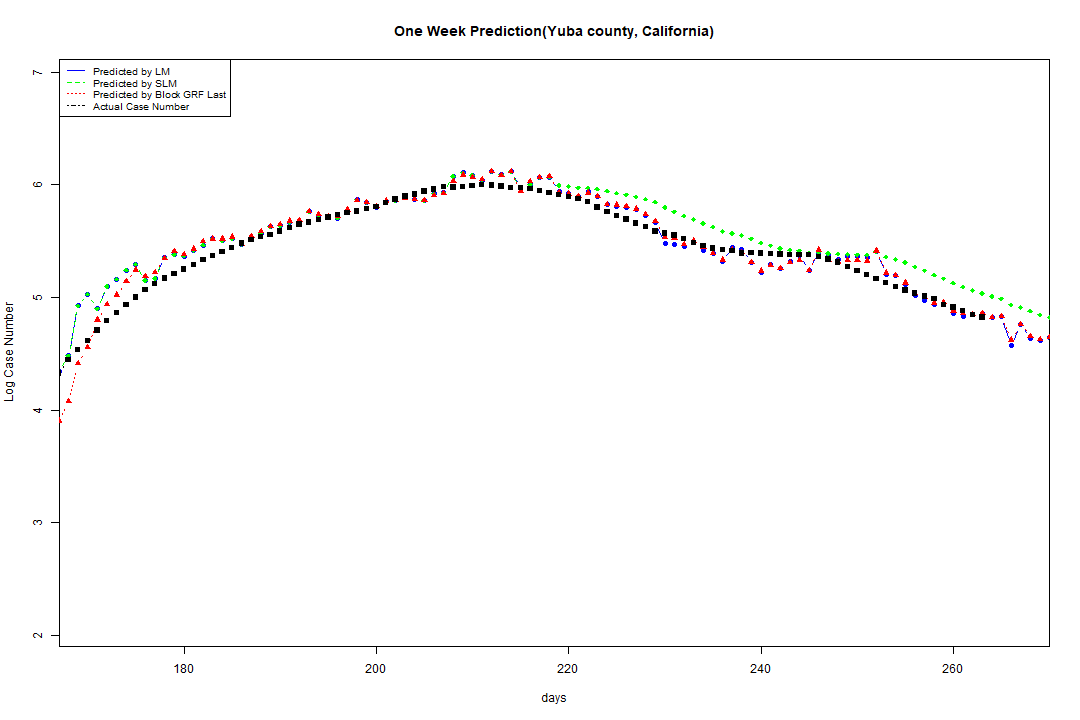 One Week Prediction(Yuba county, California)
Predicted by LM
Predicted by SLM
Predicted by Block GRF Last
Actual Case Number
7
6
5
4
3
2
Log Case Number
180
200
220
240
260
days